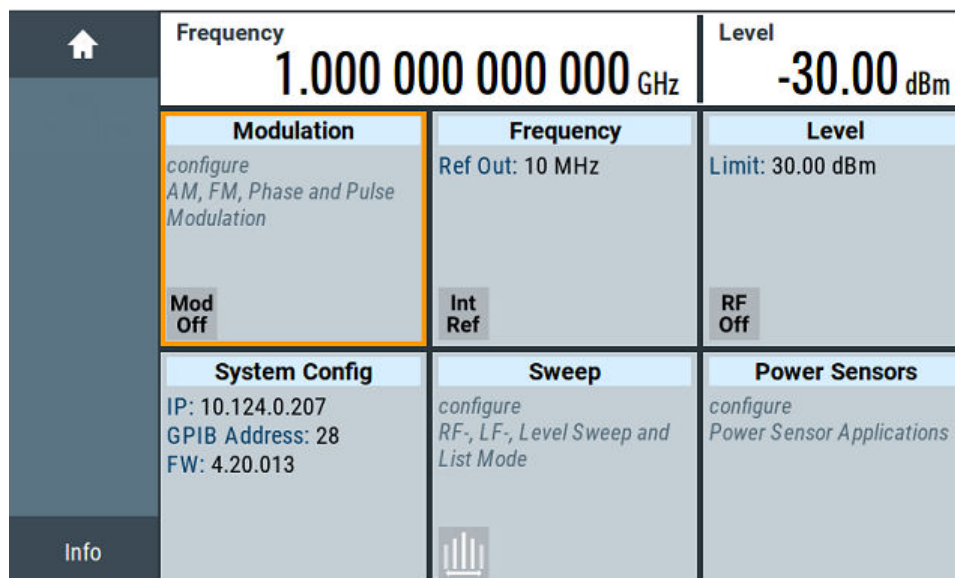 Frequency
1.000 000 000 000 GHz
Level
-30.00 dBm
Modulation
configure
AM, FM, Phase and Pulse
Modulation
Mod
Off
Frequency
Ref Out: 10 MHz
Int
Ref
Level
Limit: 30.00 dBm
RF
Off
System Config
IP: 10.124.0.207
GPIB Address: 28
FW: 4.20.013
Sweep
configure
RF-, LF-, Level Sweep and
List Mode
Power Sensors
configure
Power Sensor Applications
Info